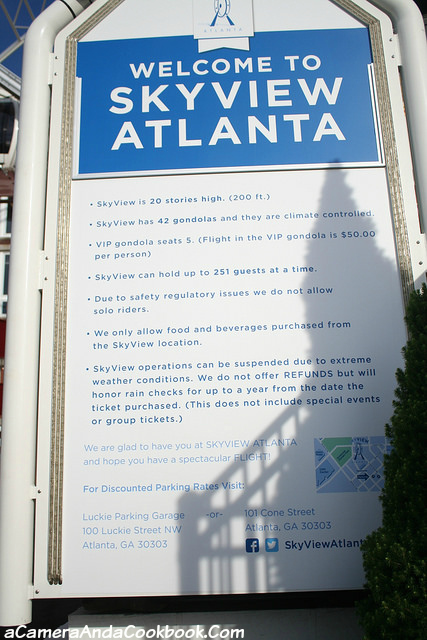 ATLANTA
WELCOME TO
SKYVIEW
ATLANTA
• SkyView is 20 stories high. (200 ft.)
• SkyView has 42 gondolas and they are climate controlled.
• VIP gondola seats 5. (Flight in the VIP gondola is $50.00
per person)
• SkyView can hold up to 251 guests at a time.
• Due to safety regulatory issues we do not allow
solo riders.
• We only allow food and beverages purchased from
the SkyView location.
• SkyView operations can be suspended due to extreme
weather conditions. We do not offer REFUNDS but will
honor rain checks for up to a year from the date the
ticket purchased. (This does not include special events
or group tickets.)
We are glad to have you at SKYVIEW ATLANTA
and hope you have a spectacular FLIGHT!
For Discounted Parking Rates Visit:
Luckie Parking Garage -or- 101 Cone Street
100 Luckie Street NW Atlanta, GA 30303
Atlanta, GA 30303
SkyViewAtlant
aCameraAndaCookbook.Com